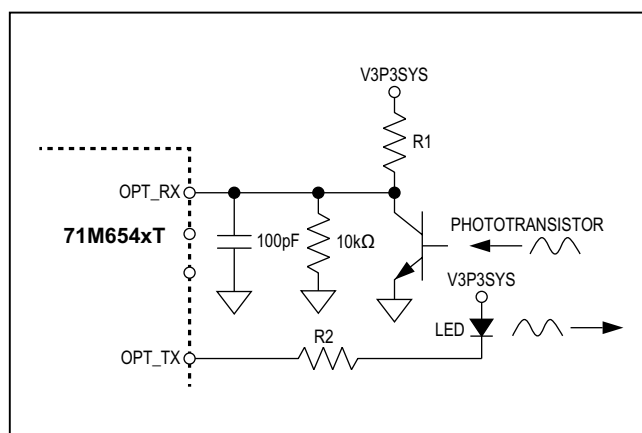 V3P3SYS
R1
OPT_RX
71M654xT
100pF
10kΩ
PHOTOTRANSISTOR
V3P3SYS
LED
R2
OPT_TX